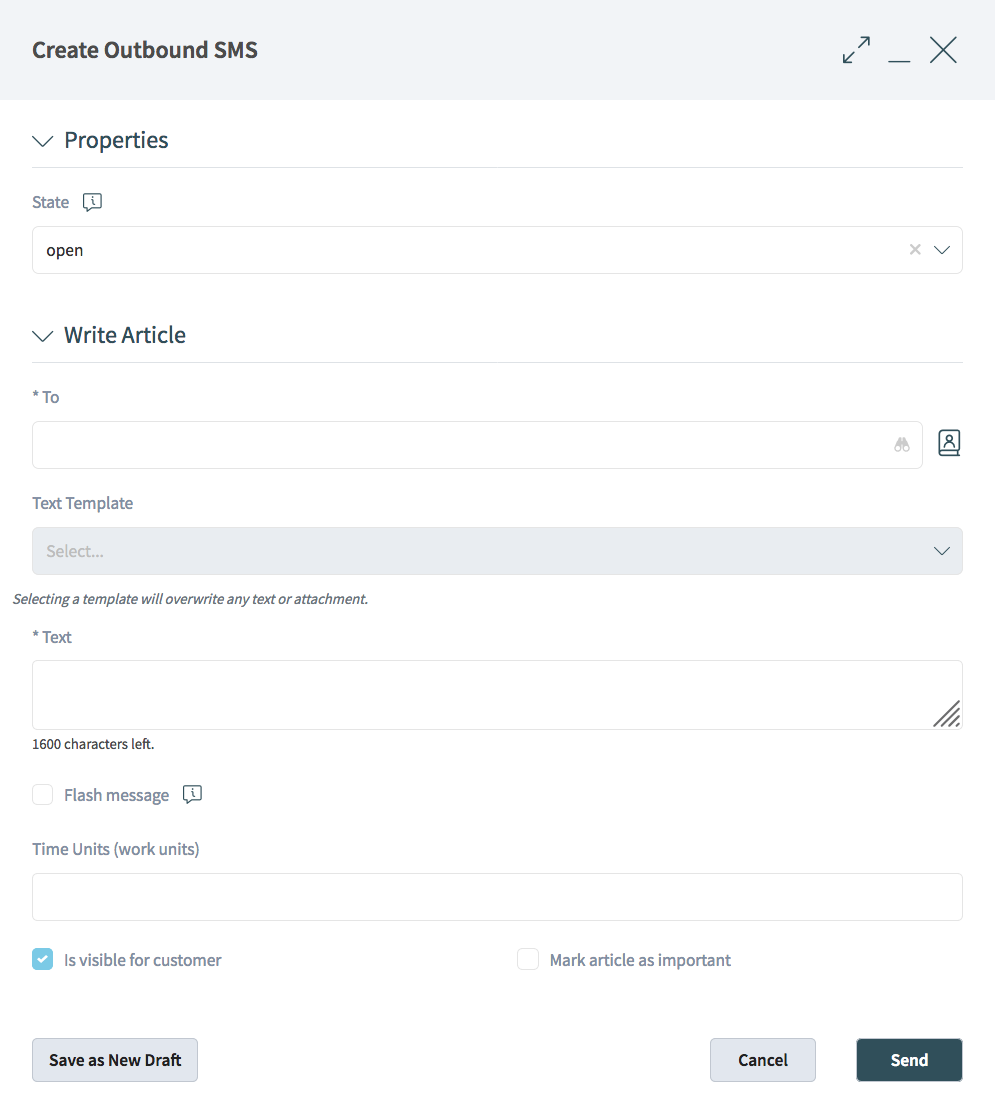 Create Outbound SMS
Properties
State
open
Write Article
* To
Text Template
Select...
Selecting a template will overwrite any text or attachment.
* Text
1600 characters left.
Flash message
Time Units (work units)
Is visible for customer
Mark article as important
Save as New Draft
Cancel
Send